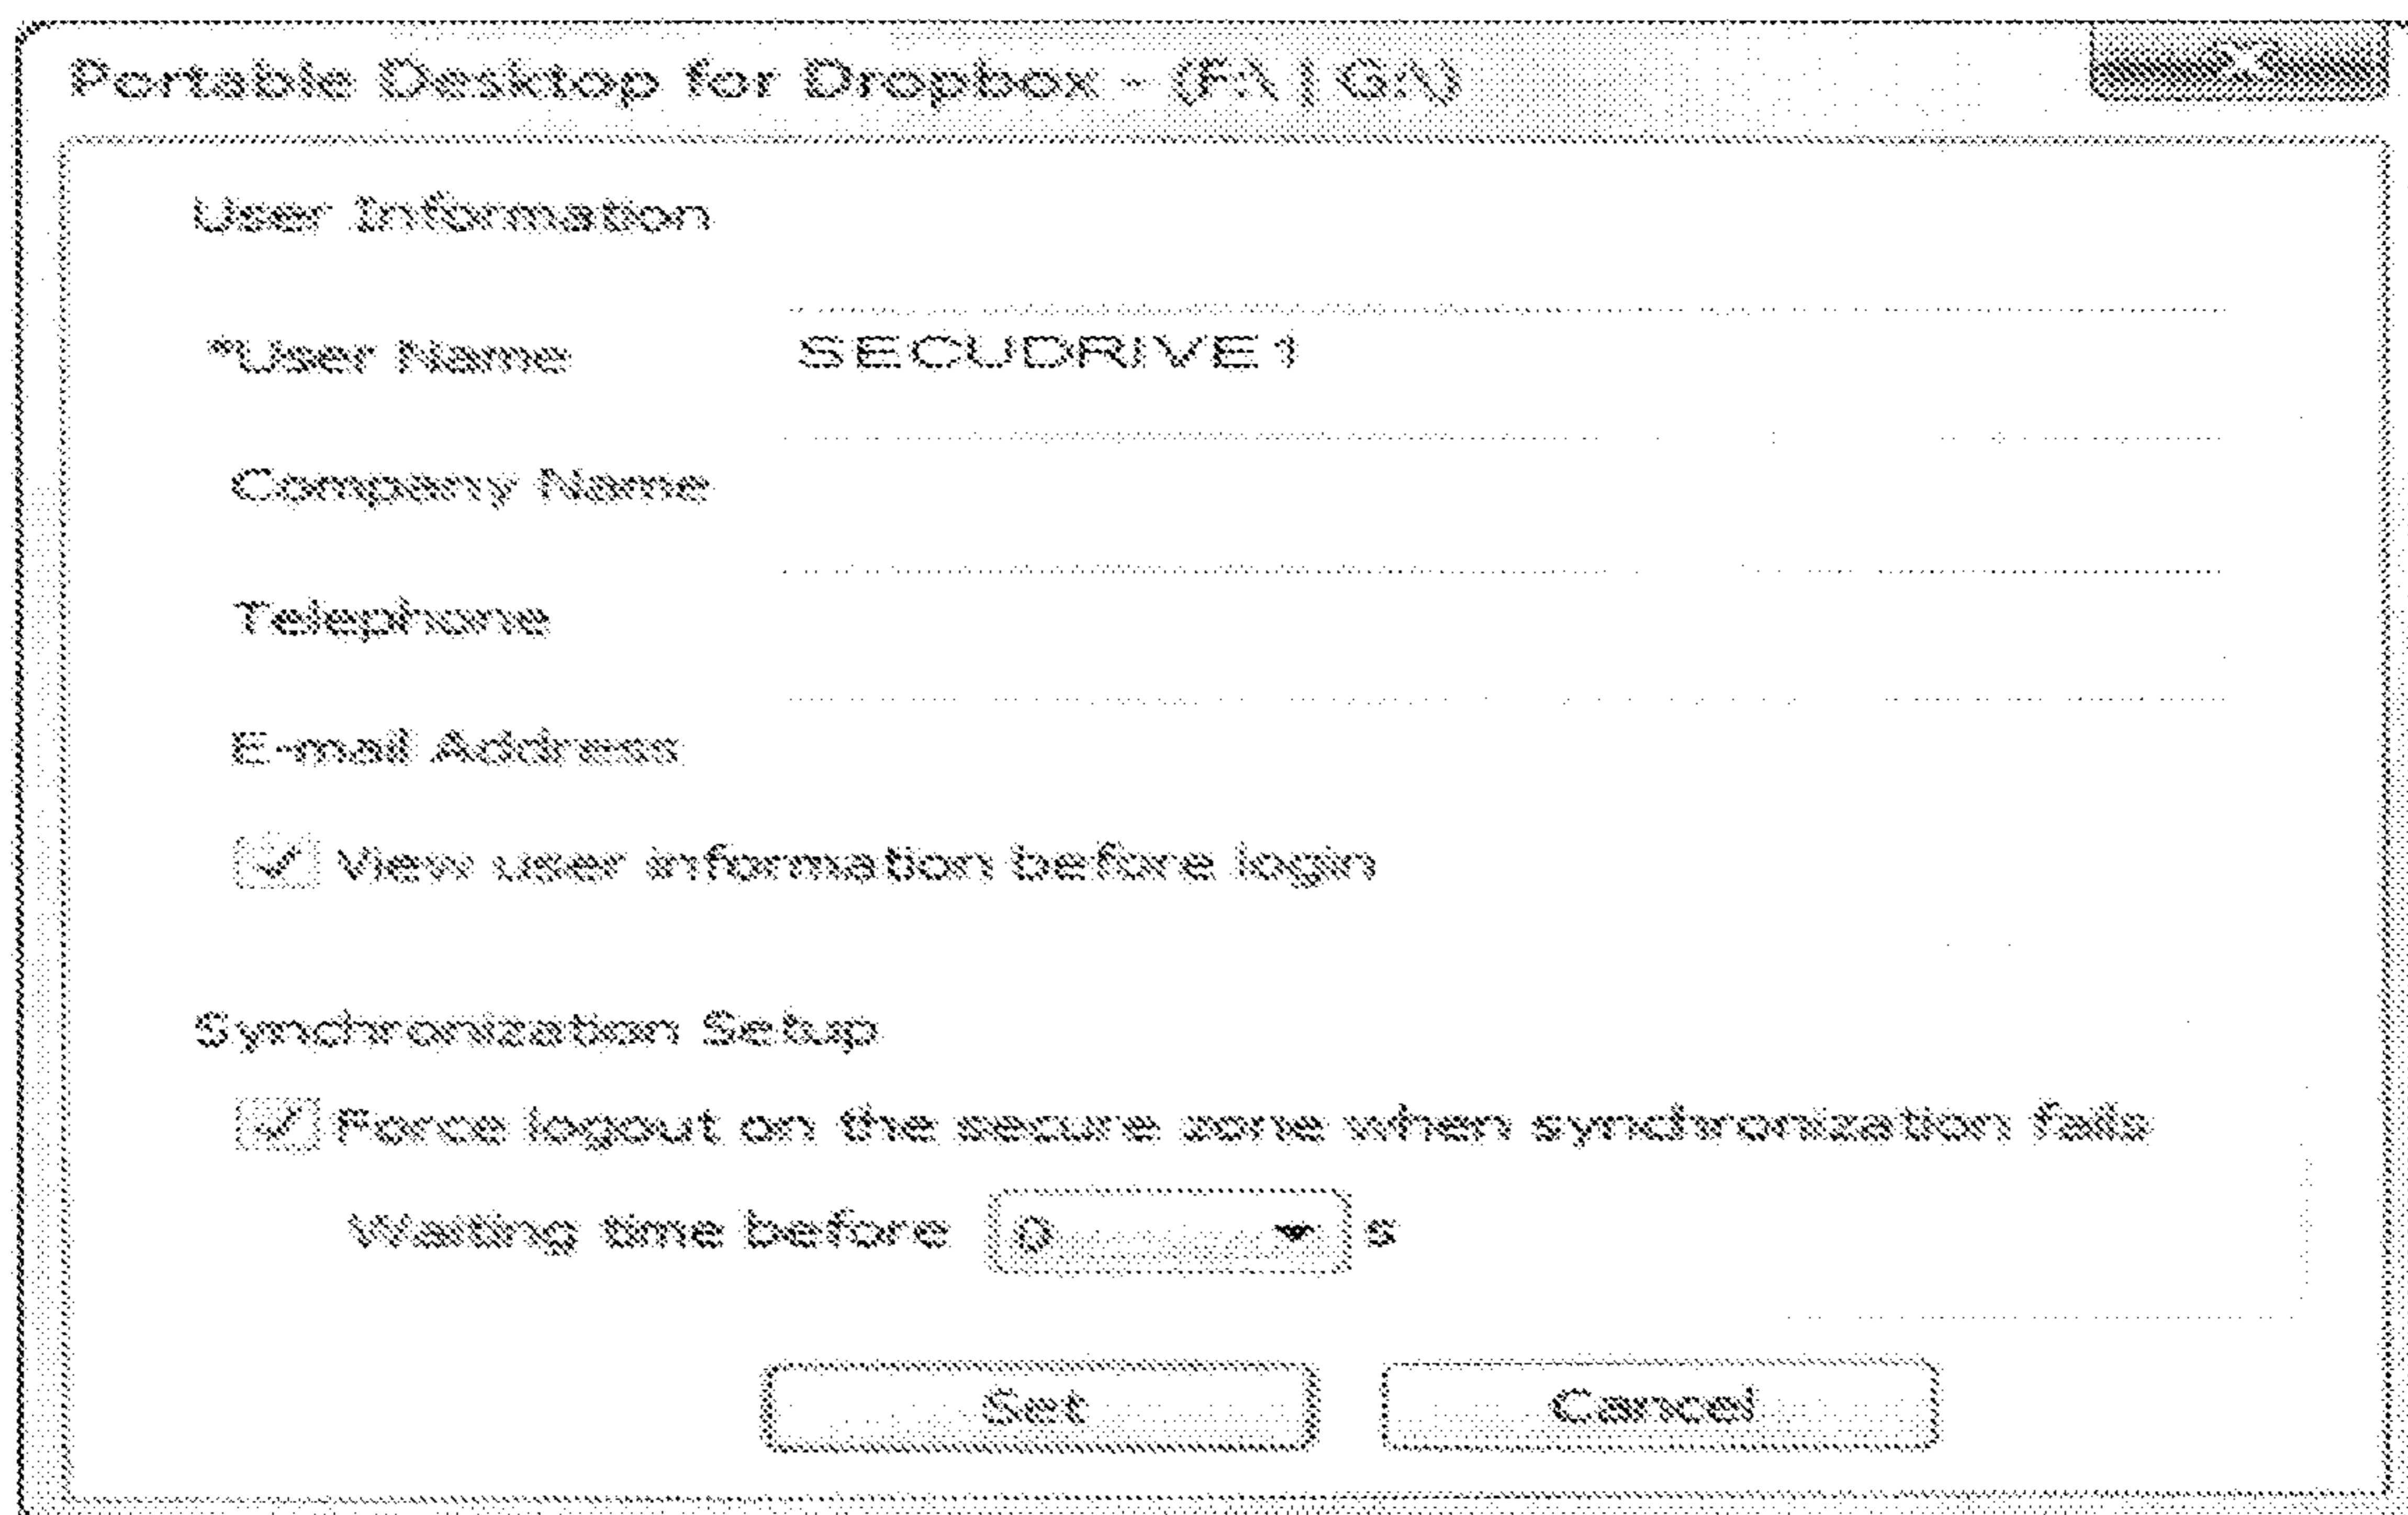 Portable Desktop for Dropbox - (F:\ | G:\)
User Information
*User Name SECUDRIVE1
Company Name
Telephone
E-mail Address
View user information before login
Synchronization Setup
Force logout on the secure zone when synchronization fails
Waiting time before 0 s
Set Cancel